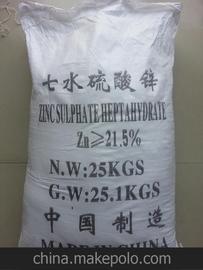 七水硫酸锌
ZINC SULPHATE HEPTAHYDRATE
Zn≥21.5%
N.W:25KGS
G.W:25.1KGS
中国制造
MADE IN CHINA
www.china.makepolo.com